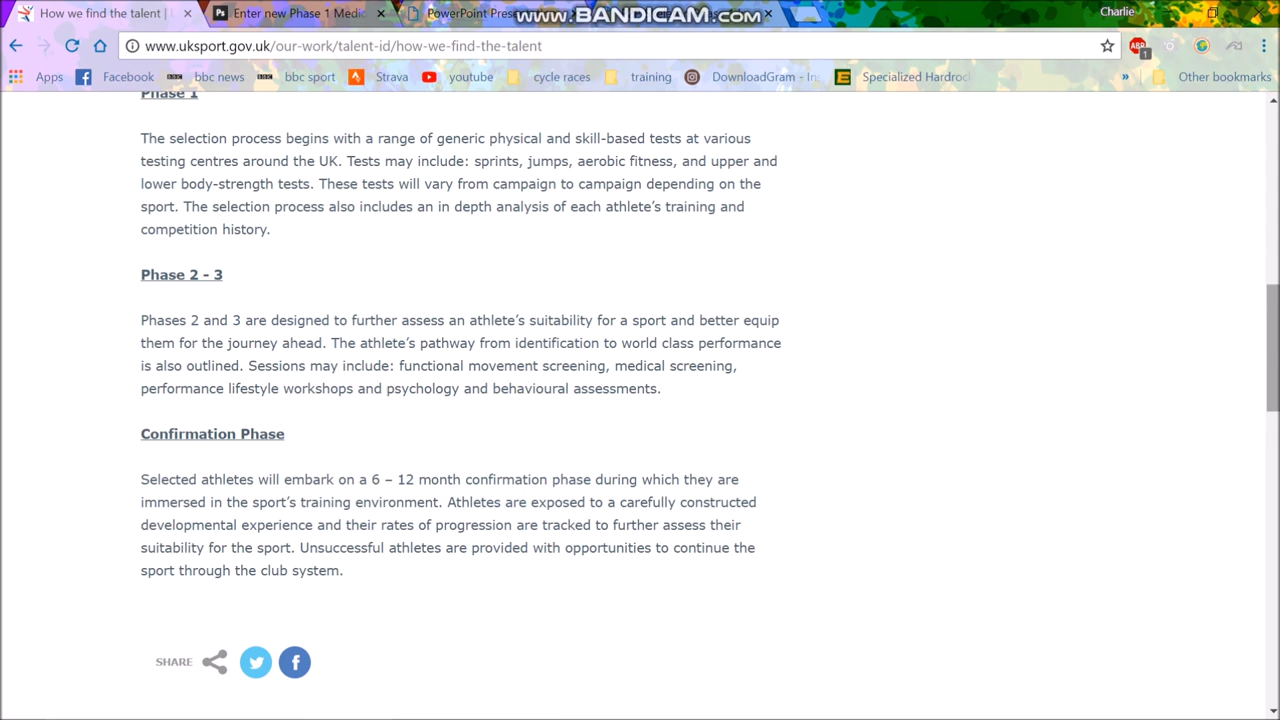 How we find the talent |
Enter new Phase 1 Medic
PowerPoint Pres
www.BANDICAM.com
Charlie
www.uksport.gov.uk/our-work/talent-id/how-we-find-the-talent
Apps Facebook bbc news bbc sport Strava youtube cycle races training DownloadGram - In Specialized Hardroc » Other bookmarks
Phase 1
The selection process begins with a range of generic physical and skill-based tests at various
testing centres around the UK. Tests may include: sprints, jumps, aerobic fitness, and upper and
lower body-strength tests. These tests will vary from campaign to campaign depending on the
sport. The selection process also includes an in depth analysis of each athlete’s training and
competition history.
Phase 2 - 3
Phases 2 and 3 are designed to further assess an athlete’s suitability for a sport and better equip
them for the journey ahead. The athlete’s pathway from identification to world class performance
is also outlined. Sessions may include: functional movement screening, medical screening,
performance lifestyle workshops and psychology and behavioural assessments.
Confirmation Phase
Selected athletes will embark on a 6 – 12 month confirmation phase during which they are
immersed in the sport’s training environment. Athletes are exposed to a carefully constructed
developmental experience and their rates of progression are tracked to further assess their
suitability for the sport. Unsuccessful athletes are provided with opportunities to continue the
sport through the club system.
SHARE